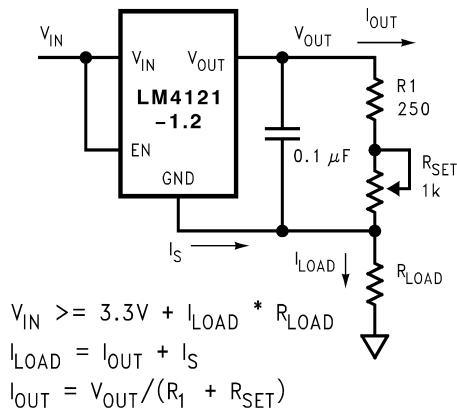 V_IN
V_OUT
I_OUT
V_IN
V_OUT
LM4121
-1.2
R1
250
EN
0.1 μF
R_SET
1k
GND
I_S
I_LOAD
R_LOAD
V_IN >= 3.3V + I_LOAD * R_LOAD
I_LOAD = I_OUT + I_S
I_OUT = V_OUT/(R_1 + R_SET)